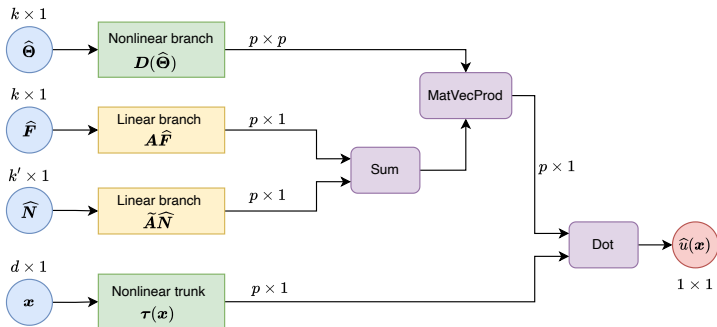 k × 1
Θ̂
Nonlinear branch
D(Θ̂)
p × p
MatVecProd
k × 1
F̂
Linear branch
AF̂
p × 1
Sum
k′ × 1
N̂
Linear branch
ÃN̂
p × 1
p × 1
Dot
û(x)
1 × 1
d × 1
x
Nonlinear trunk
τ(x)
p × 1